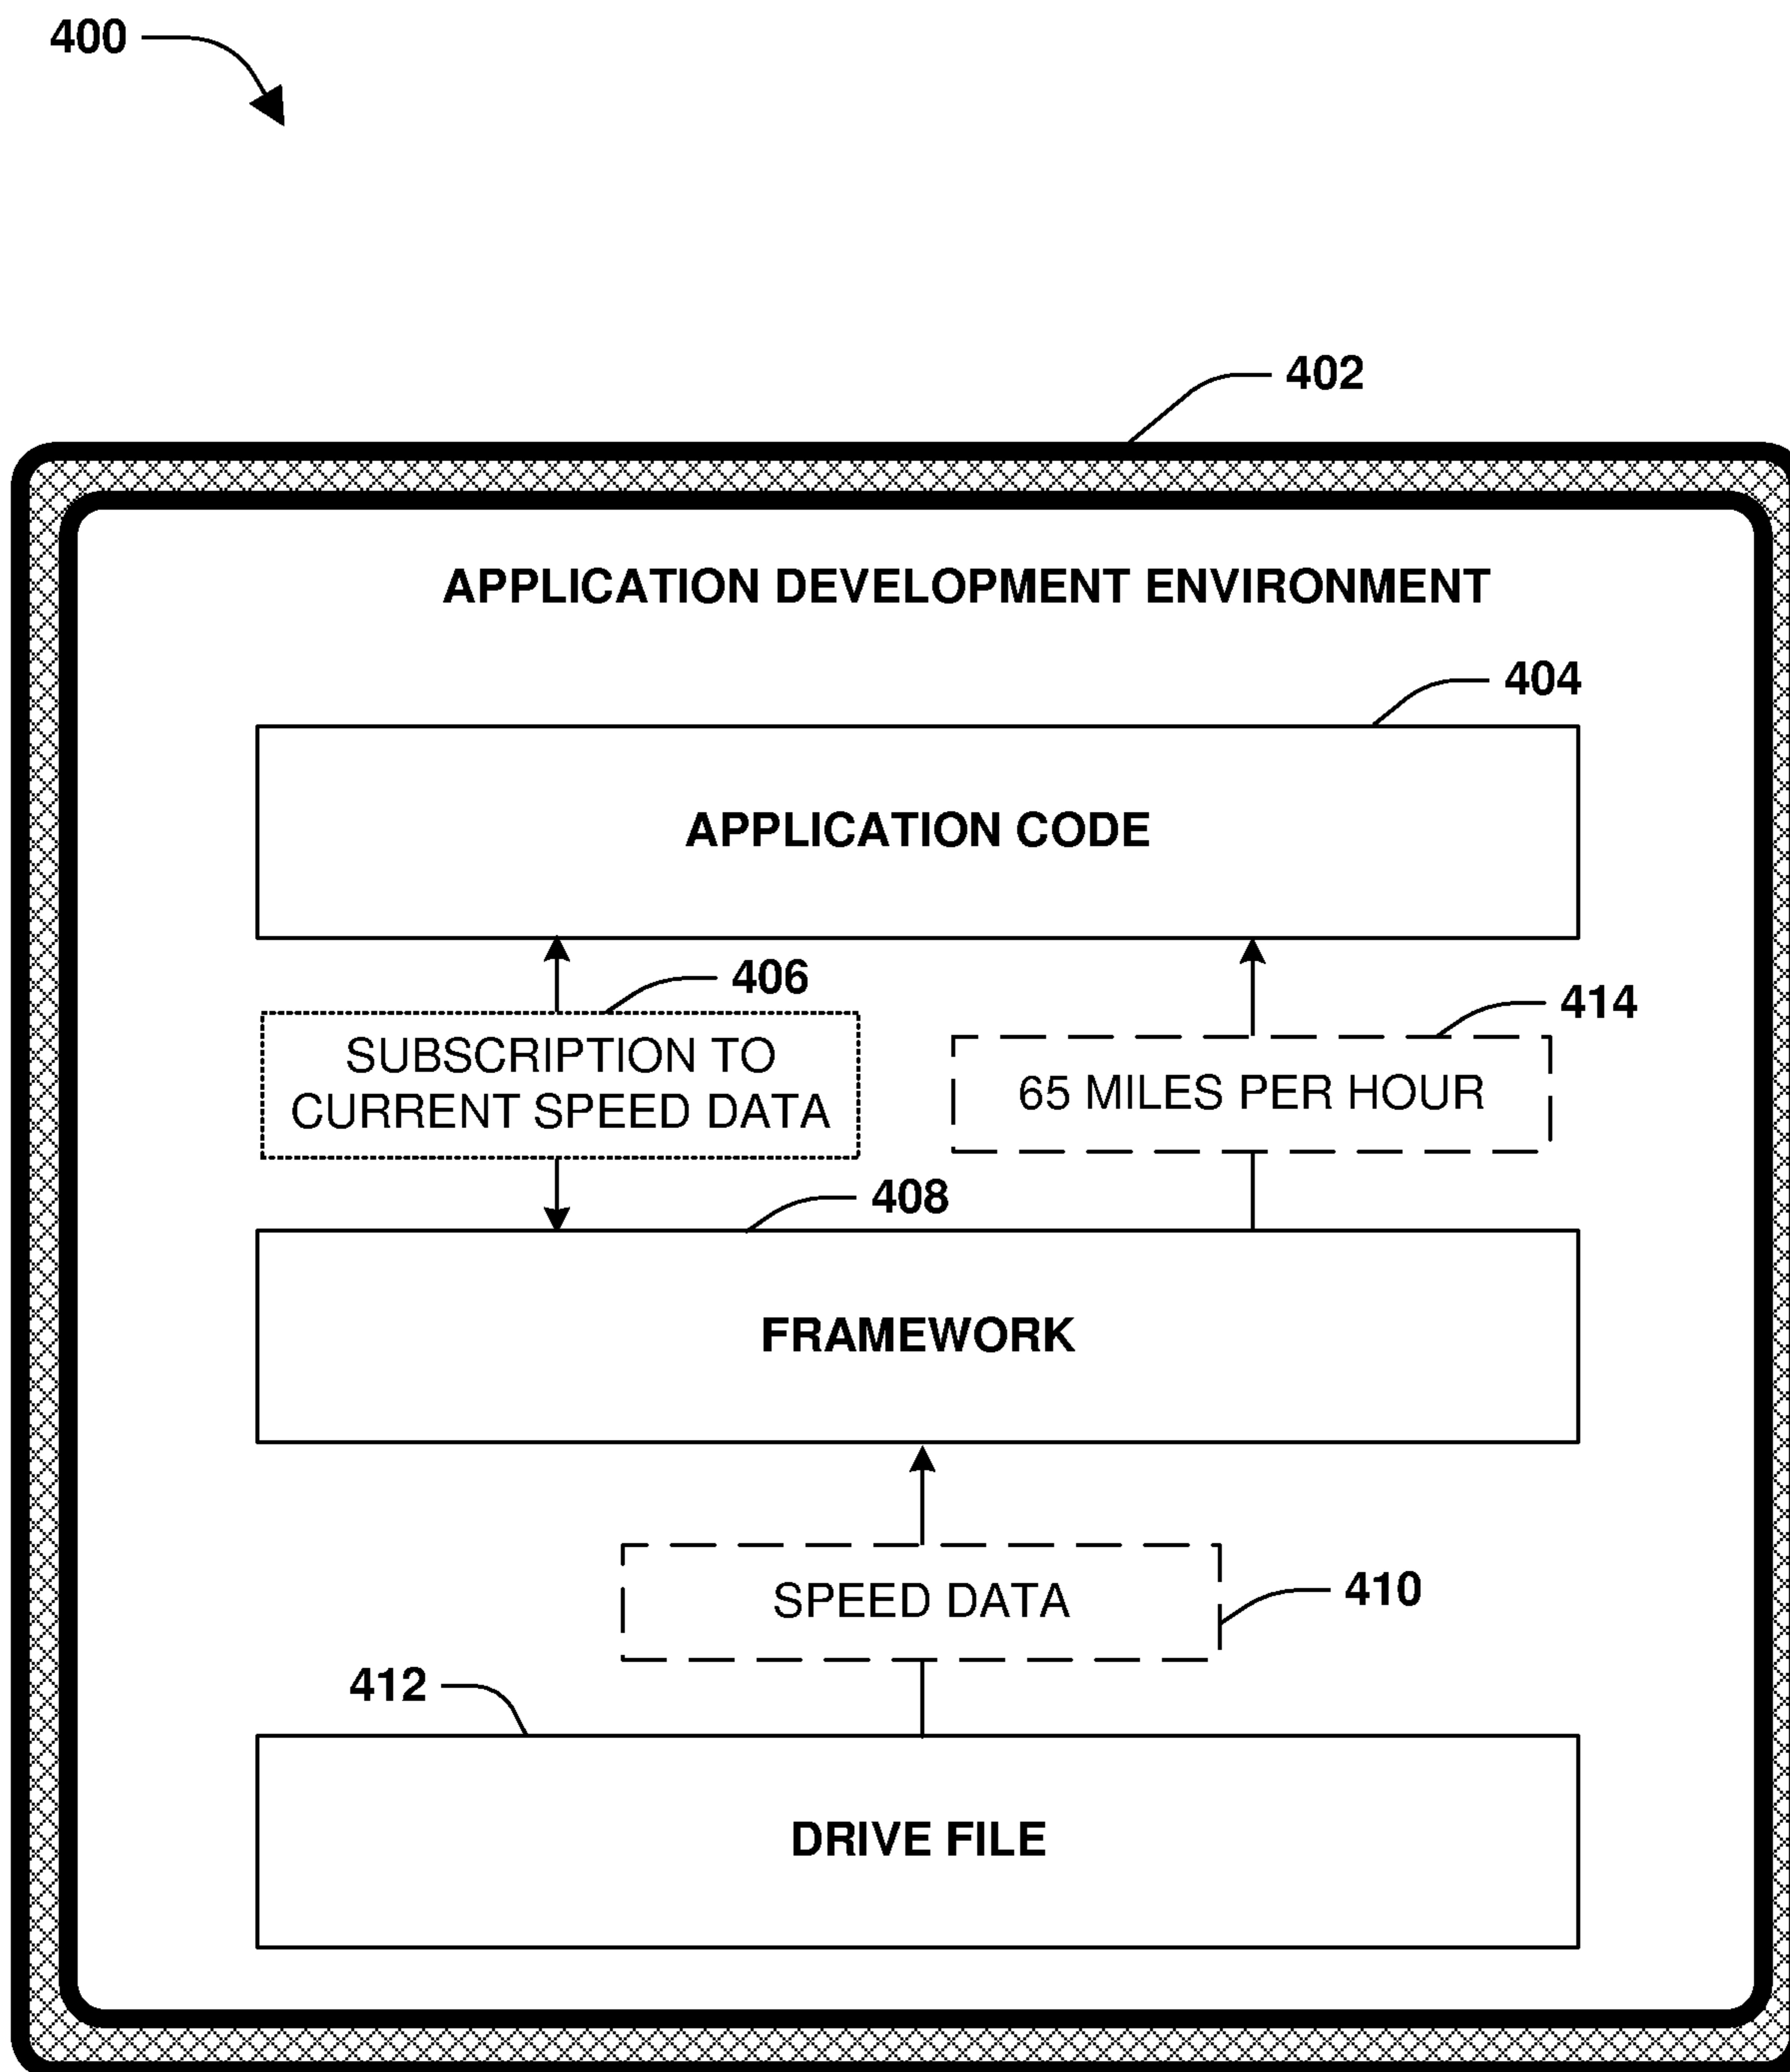 400
402
APPLICATION DEVELOPMENT ENVIRONMENT
404
APPLICATION CODE
406
414
SUBSCRIPTION TO
CURRENT SPEED DATA
65 MILES PER HOUR
408
FRAMEWORK
SPEED DATA
410
412
DRIVE FILE